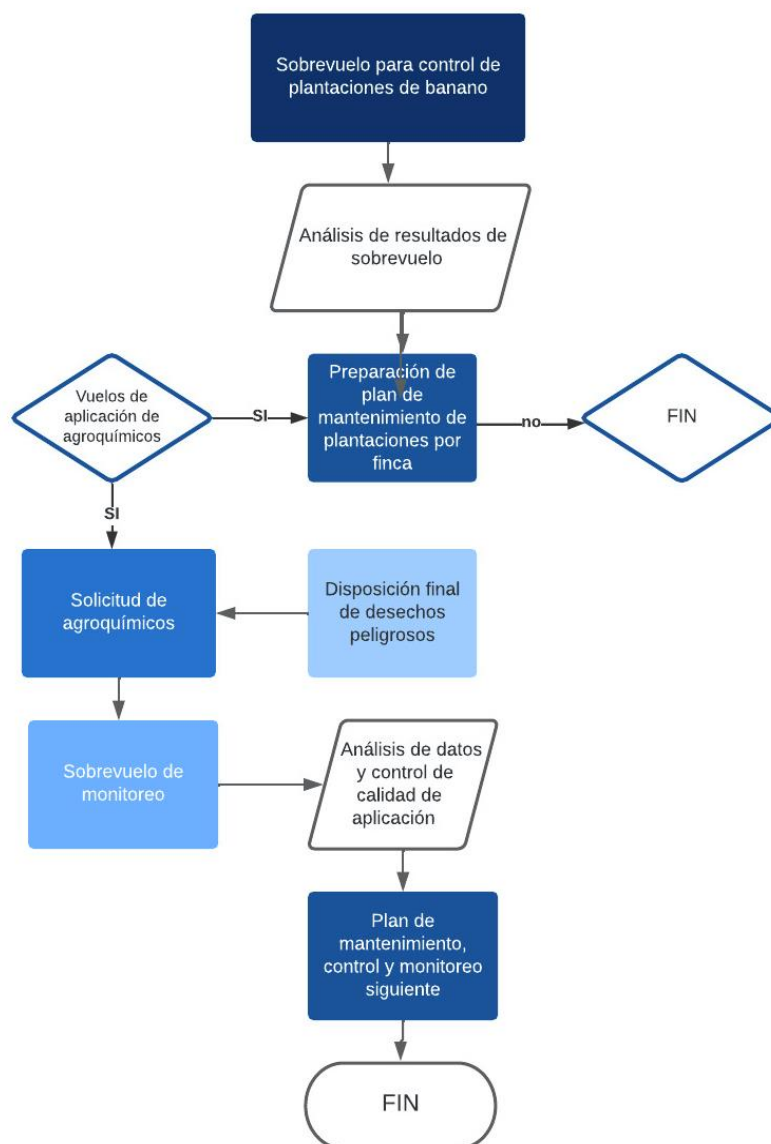 Sobrevuelo para control de
plantaciones de banano
Análisis de resultados de
sobrevuelo
Vuelos de
aplicación de
agroquímicos
SI
Preparación de
plan de
mantenimiento de
plantaciones por
finca
no
FIN
SI
Solicitud de
agroquímicos
Disposición final
de desechos
peligrosos
Sobrevuelo de
monitoreo
Análisis de datos
y control de
calidad de
aplicación
Plan de
mantenimiento,
control y monitoreo
siguiente
FIN